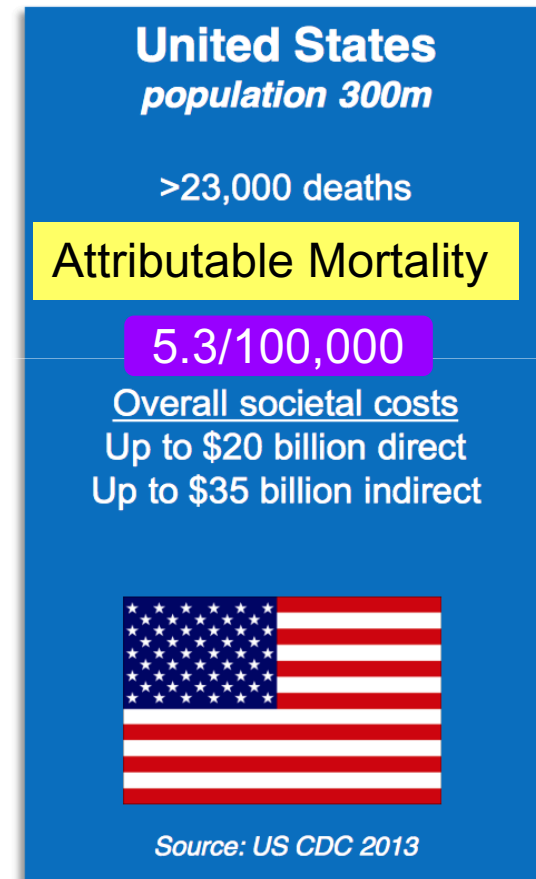 United States
population 300m
>23,000 deaths
Attributable Mortality
5.3/100,000
Overall societal costs
Up to $20 billion direct
Up to $35 billion indirect
Source: US CDC 2013